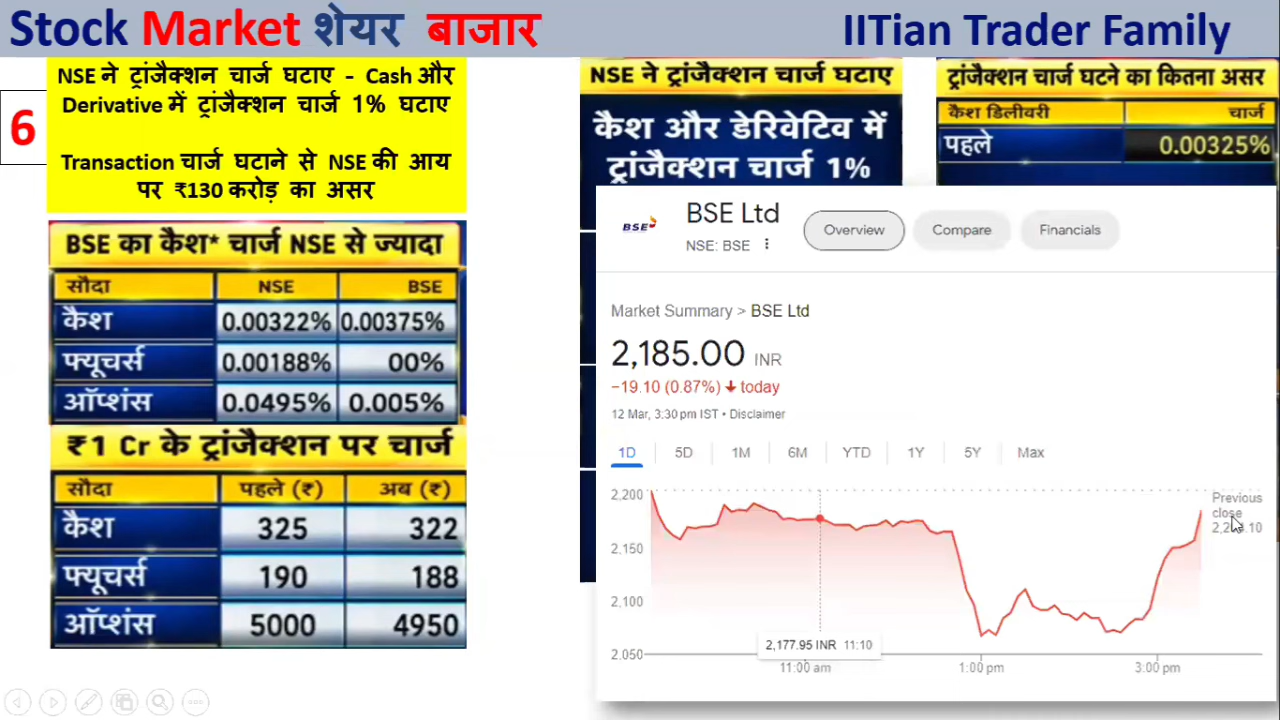 Stock Market शेयर बाजार
IITian Trader Family
6
NSE ने ट्रांजैक्शन चार्ज घटाए - Cash और
Derivative में ट्रांजैक्शन चार्ज 1% घटाए
Transaction चार्ज घटाने से NSE की आय
पर ₹130 करोड़ का असर
BSE का कैश* चार्ज NSE से ज्यादा
सौदा NSE BSE
कैश 0.00322% 0.00375%
फ्यूचर्स 0.00188% 00%
ऑप्शंस 0.0495% 0.005%
₹1 Cr के ट्रांजैक्शन पर चार्ज
सौदा पहले (₹) अब (₹)
कैश 325 322
फ्यूचर्स 190 188
ऑप्शंस 5000 4950
NSE ने ट्रांजैक्शन चार्ज घटाए
कैश और डेरिवेटिव में
ट्रांजैक्शन चार्ज 1%
ट्रांजैक्शन चार्ज घटने का कितना असर
कैश डिलीवरी चार्ज
पहले 0.00325%
BSE
BSE Ltd
NSE: BSE
Overview Compare Financials
Market Summary > BSE Ltd
2,185.00 INR
−19.10 (0.87%) ↓ today
12 Mar, 3:30 pm IST • Disclaimer
1D 5D 1M 6M YTD 1Y 5Y Max
2,200
2,150
2,100
2,050
Previous
close
2,177.95 INR 11:10
11:00 am 1:00 pm 3:00 pm